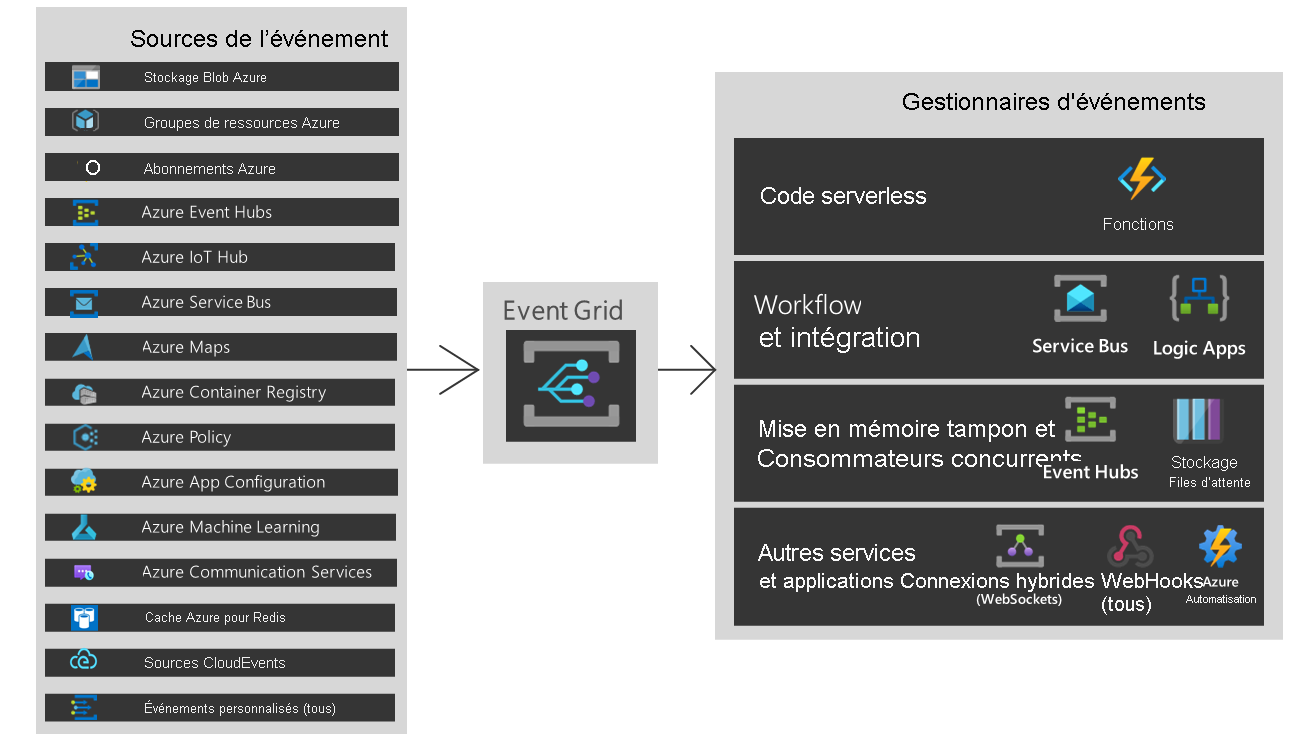 Sources de l'événement
Stockage Blob Azure
Groupes de ressources Azure
Abonnements Azure
Azure Event Hubs
Azure IoT Hub
Azure Service Bus
Azure Maps
Azure Container Registry
Azure Policy
Azure App Configuration
Azure Machine Learning
Azure Communication Services
Cache Azure pour Redis
Sources CloudEvents
Événements personnalisés (tous)
Event Grid
Gestionnaires d'événements
Code serverless
Fonctions
Workflow
et intégration
Service Bus
Logic Apps
Mise en mémoire tampon et
Consommateurs concurrents
Event Hubs
Stockage
Files d'attente
Autres services
et applications Connexions hybrides WebHooks
(WebSockets)
(tous)
Azure
Automatisation